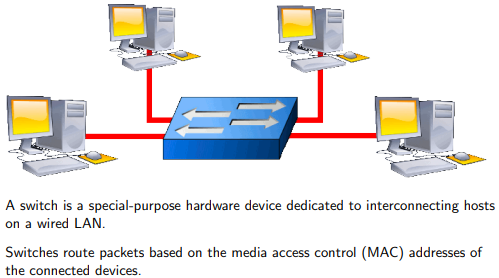 A switch is a special-purpose hardware device dedicated to interconnecting hosts
on a wired LAN.
Switches route packets based on the media access control (MAC) addresses of
the connected devices.